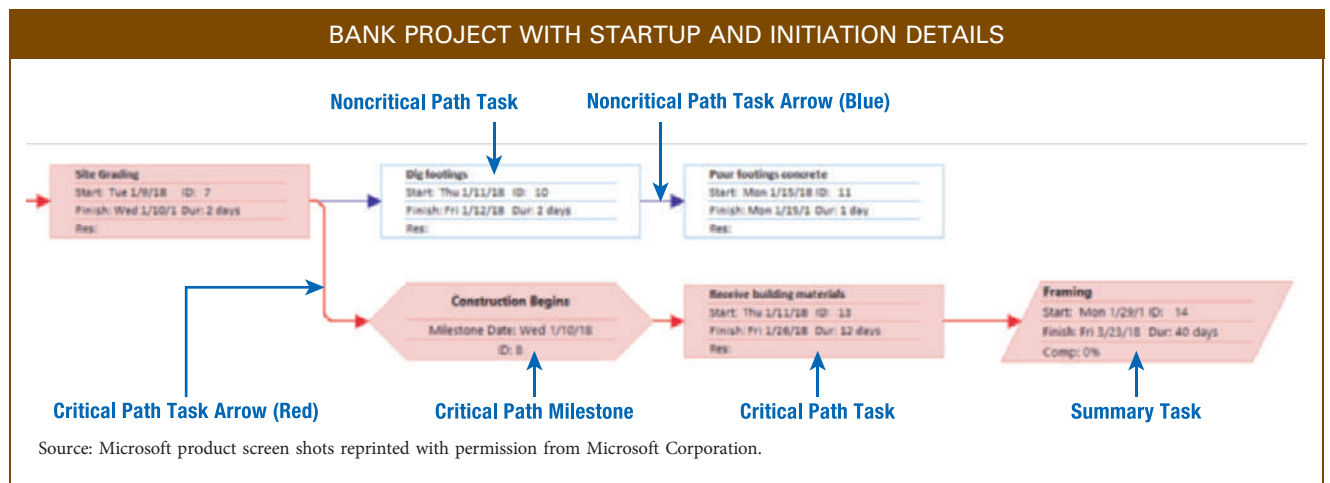 BANK PROJECT WITH STARTUP AND INITIATION DETAILS
Noncritical Path Task
Noncritical Path Task Arrow (Blue)
Site Grading
Start: Tue 1/9/18 ID: 7
Finish: Wed 1/10/1 Dur: 2 days
Res:
Dig footings
Start: Thu 1/11/18 ID: 10
Finish: Fri 1/12/18 Dur: 2 days
Res:
Pour footings concrete
Start: Mon 1/15/18 ID: 11
Finish: Mon 1/15/1 Dur: 1 day
Res:
Construction Begins
Milestone Date: Wed 1/10/18
ID: 8
Receive building materials
Start: Thu 1/11/18 ID: 13
Finish: Fri 1/26/18 Dur: 12 days
Res:
Framing
Start: Mon 1/29/1 ID: 14
Finish: Fri 3/23/18 Dur: 40 days
Comp: 0%
Critical Path Task Arrow (Red)
Critical Path Milestone
Critical Path Task
Summary Task
Source: Microsoft product screen shots reprinted with permission from Microsoft Corporation.